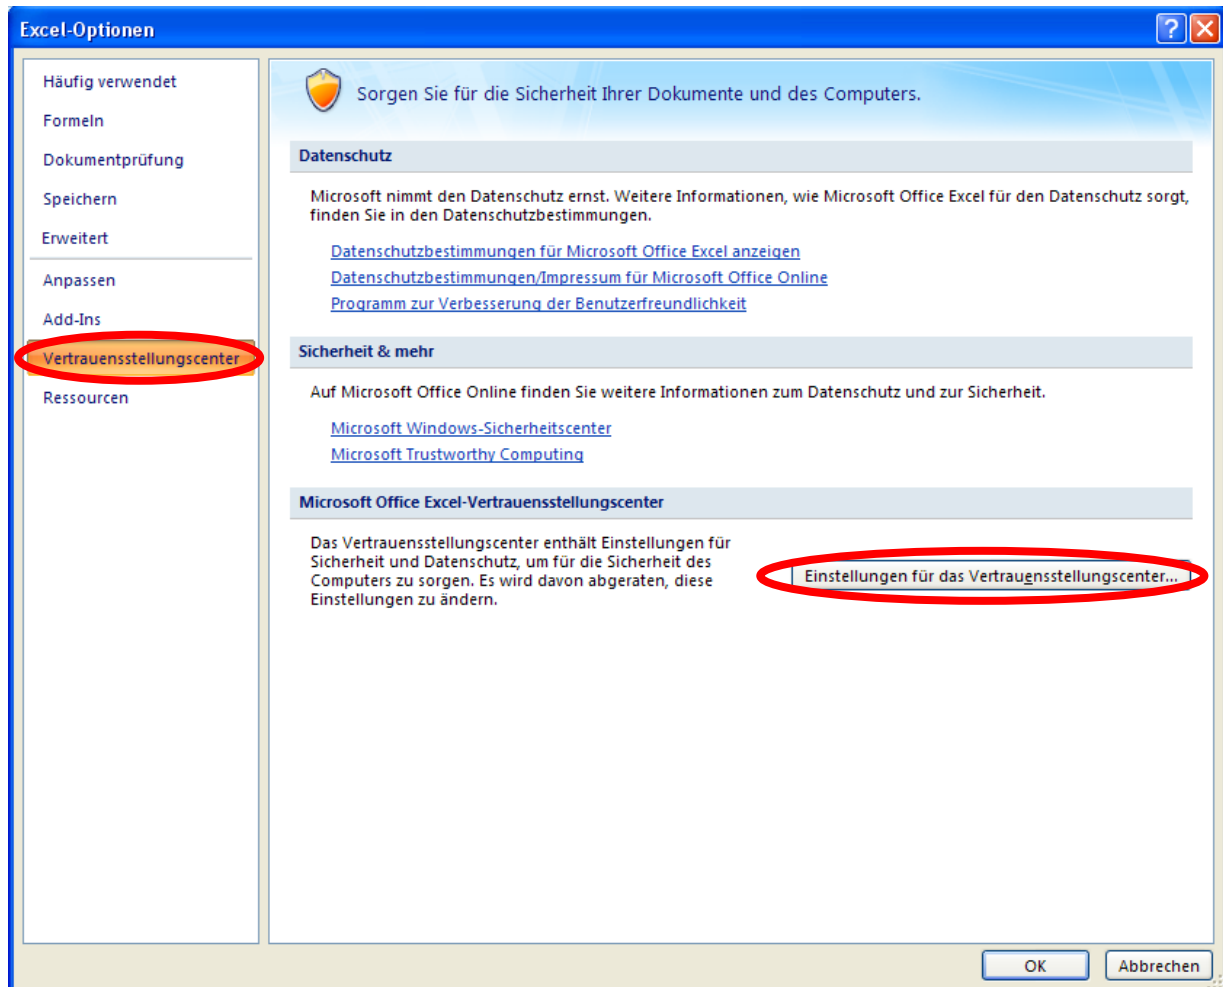 Excel-Optionen
Häufig verwendet
Formeln
Dokumentprüfung
Speichern
Erweitert
Anpassen
Add-Ins
Vertrauensstellungscenter
Ressourcen
Sorgen Sie für die Sicherheit Ihrer Dokumente und des Computers.
Datenschutz
Microsoft nimmt den Datenschutz ernst. Weitere Informationen, wie Microsoft Office Excel für den Datenschutz sorgt,
finden Sie in den Datenschutzbestimmungen.
Datenschutzbestimmungen für Microsoft Office Excel anzeigen
Datenschutzbestimmungen/Impressum für Microsoft Office Online
Programm zur Verbesserung der Benutzerfreundlichkeit
Sicherheit & mehr
Auf Microsoft Office Online finden Sie weitere Informationen zum Datenschutz und zur Sicherheit.
Microsoft Windows-Sicherheitscenter
Microsoft Trustworthy Computing
Microsoft Office Excel-Vertrauensstellungscenter
Das Vertrauensstellungscenter enthält Einstellungen für
Sicherheit und Datenschutz, um für die Sicherheit des
Computers zu sorgen. Es wird davon abgeraten, diese
Einstellungen zu ändern.
Einstellungen für das Vertrauensstellungscenter...
OK
Abbrechen